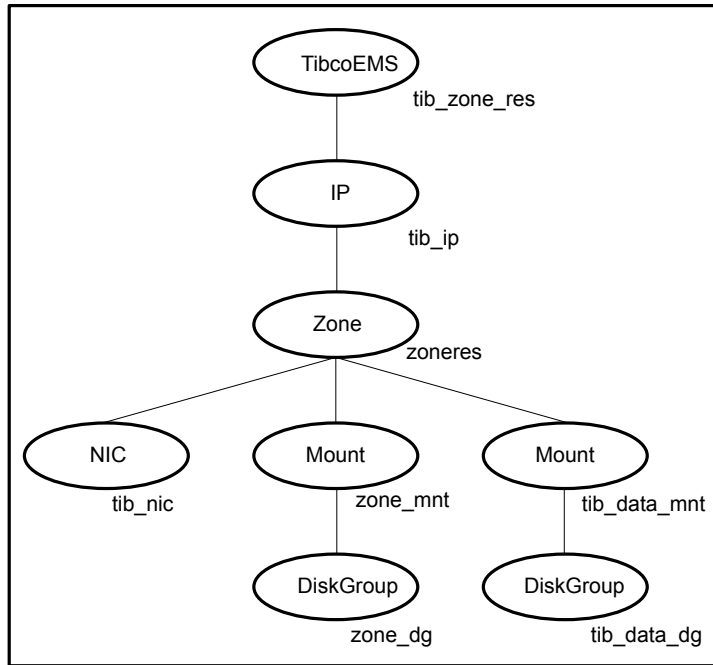 TibcoEMS
tib_zone_res
IP
tib_ip
Zone
zoneres
NIC
tib_nic
Mount
zone_mnt
Mount
tib_data_mnt
DiskGroup
zone_dg
DiskGroup
tib_data_dg